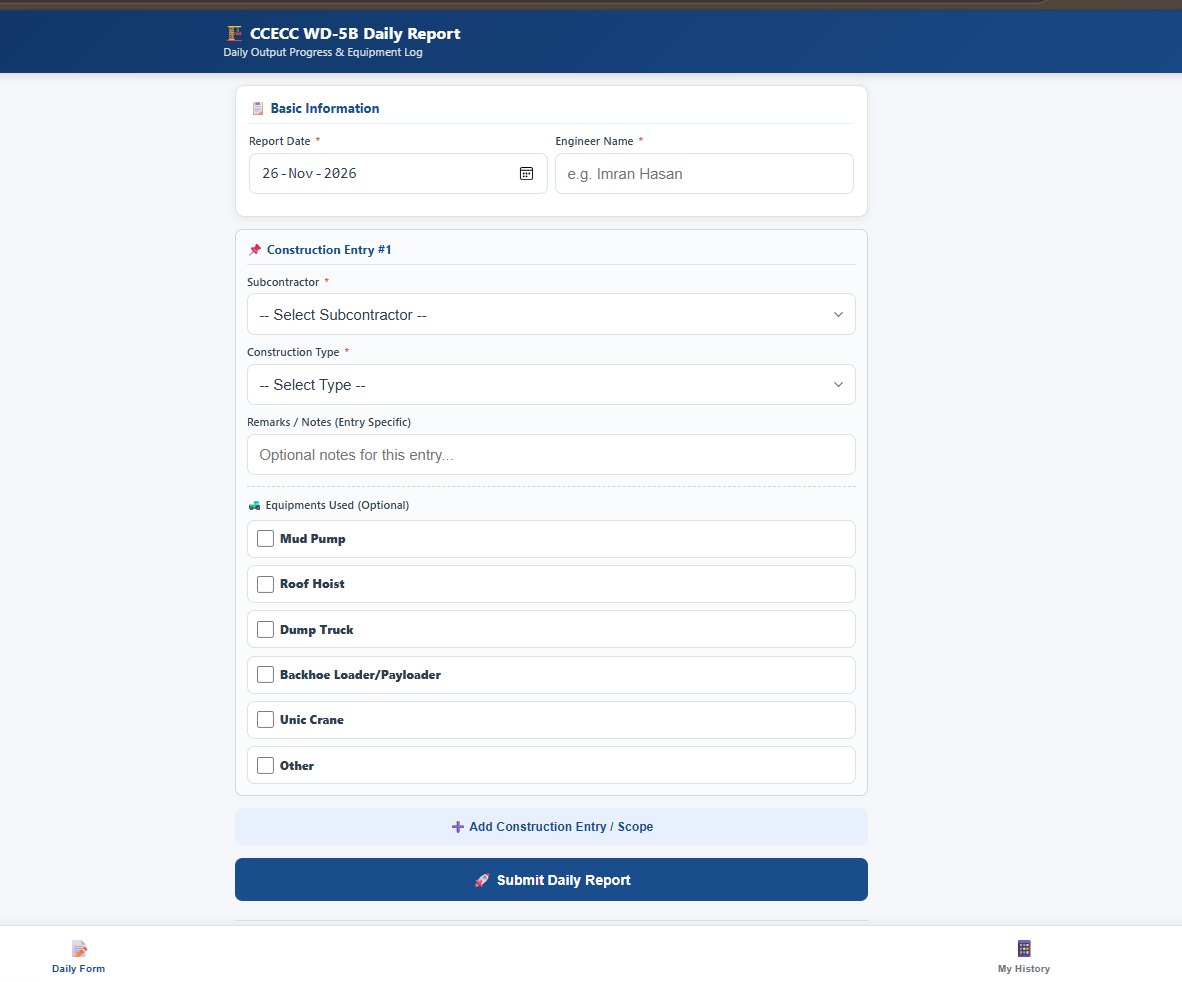 CCECC WD-5B Daily Report
Daily Output Progress & Equipment Log
Basic Information
Report Date *
Engineer Name *
26-Nov-2026
e.g. Imran Hasan
Construction Entry #1
Subcontractor *
-- Select Subcontractor --
Construction Type *
-- Select Type --
Remarks / Notes (Entry Specific)
Optional notes for this entry...
Equipments Used (Optional)
Mud Pump
Roof Hoist
Dump Truck
Backhoe Loader/Payloader
Unic Crane
Other
Add Construction Entry / Scope
Submit Daily Report
Daily Form
My History